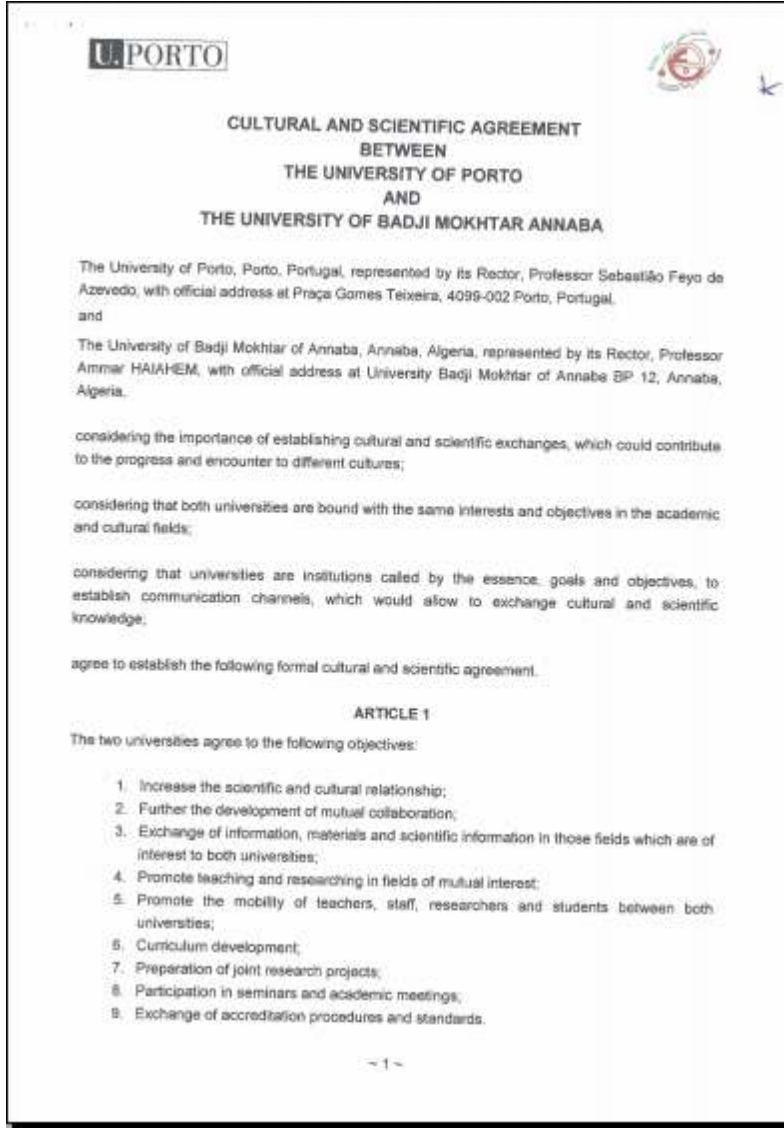 U. PORTO
CULTURAL AND SCIENTIFIC AGREEMENT
BETWEEN
THE UNIVERSITY OF PORTO
AND
THE UNIVERSITY OF BADJI MOKHTAR ANNABA
The University of Porto, Porto, Portugal, represented by its Rector, Professor Sebastião Feyo de
Azevedo, with official address at Praça Gomes Teixeira, 4099-002 Porto, Portugal,
and
The University of Badji Mokhtar of Annaba, Annaba, Algeria, represented by its Rector, Professor
Ammar HAIAHEM, with official address at University Badji Mokhtar of Annaba BP 12, Annaba,
Algeria,
considering the importance of establishing cultural and scientific exchanges, which could contribute
to the progress and encounter to different cultures;
considering that both universities are bound with the same interests and objectives in the academic
and cultural fields;
considering that universities are institutions called by the essence, goals and objectives, to
establish communication channels, which would allow to exchange cultural and scientific
knowledge;
agree to establish the following formal cultural and scientific agreement.
ARTICLE 1
The two universities agree to the following objectives:
1. Increase the scientific and cultural relationship;
2. Further the development of mutual collaboration;
3. Exchange of information, materials and scientific information in those fields which are of
interest to both universities;
4. Promote teaching and researching in fields of mutual interest;
5. Promote the mobility of teachers, staff, researchers and students between both
universities;
6. Curriculum development;
7. Preparation of joint research projects;
8. Participation in seminars and academic meetings;
9. Exchange of accreditation procedures and standards.
~ 1 ~